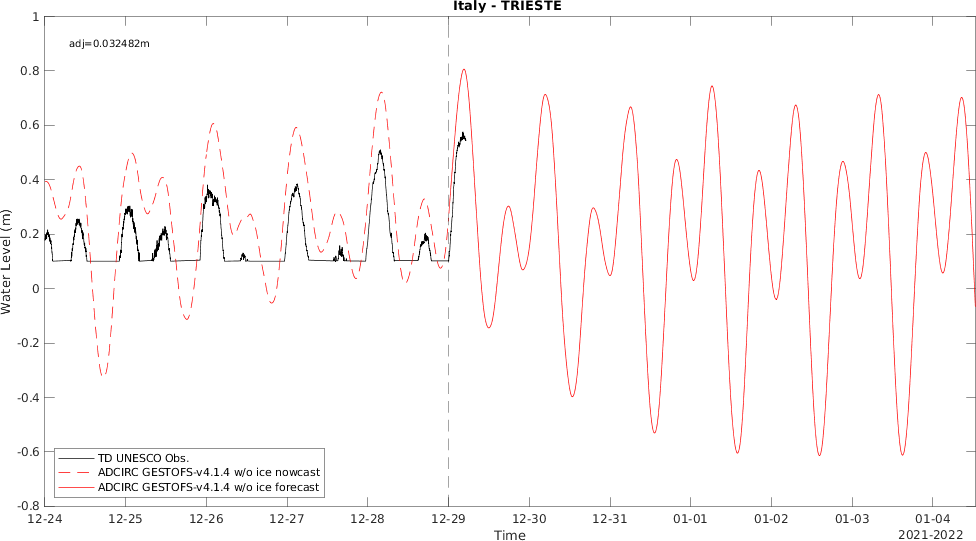 Italy - TRIESTE
adj=0.032482m
Water Level (m)
1
0.8
0.6
0.4
0.2
0
-0.2
-0.4
-0.6
-0.8
TD UNESCO Obs.
ADCIRC GESTOFS-v4.1.4 w/o ice nowcast
ADCIRC GESTOFS-v4.1.4 w/o ice forecast
12-24 12-25 12-26 12-27 12-28 12-29 12-30 12-31 01-01 01-02 01-03 01-04
Time
2021-2022